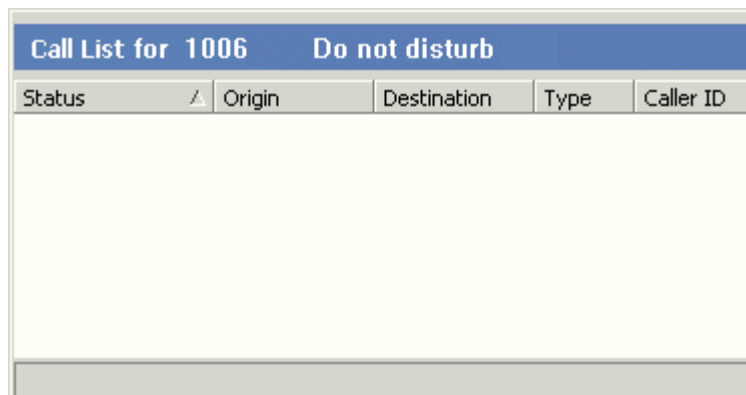 Call List for 1006 Do not disturb
Status Origin Destination Type Caller ID